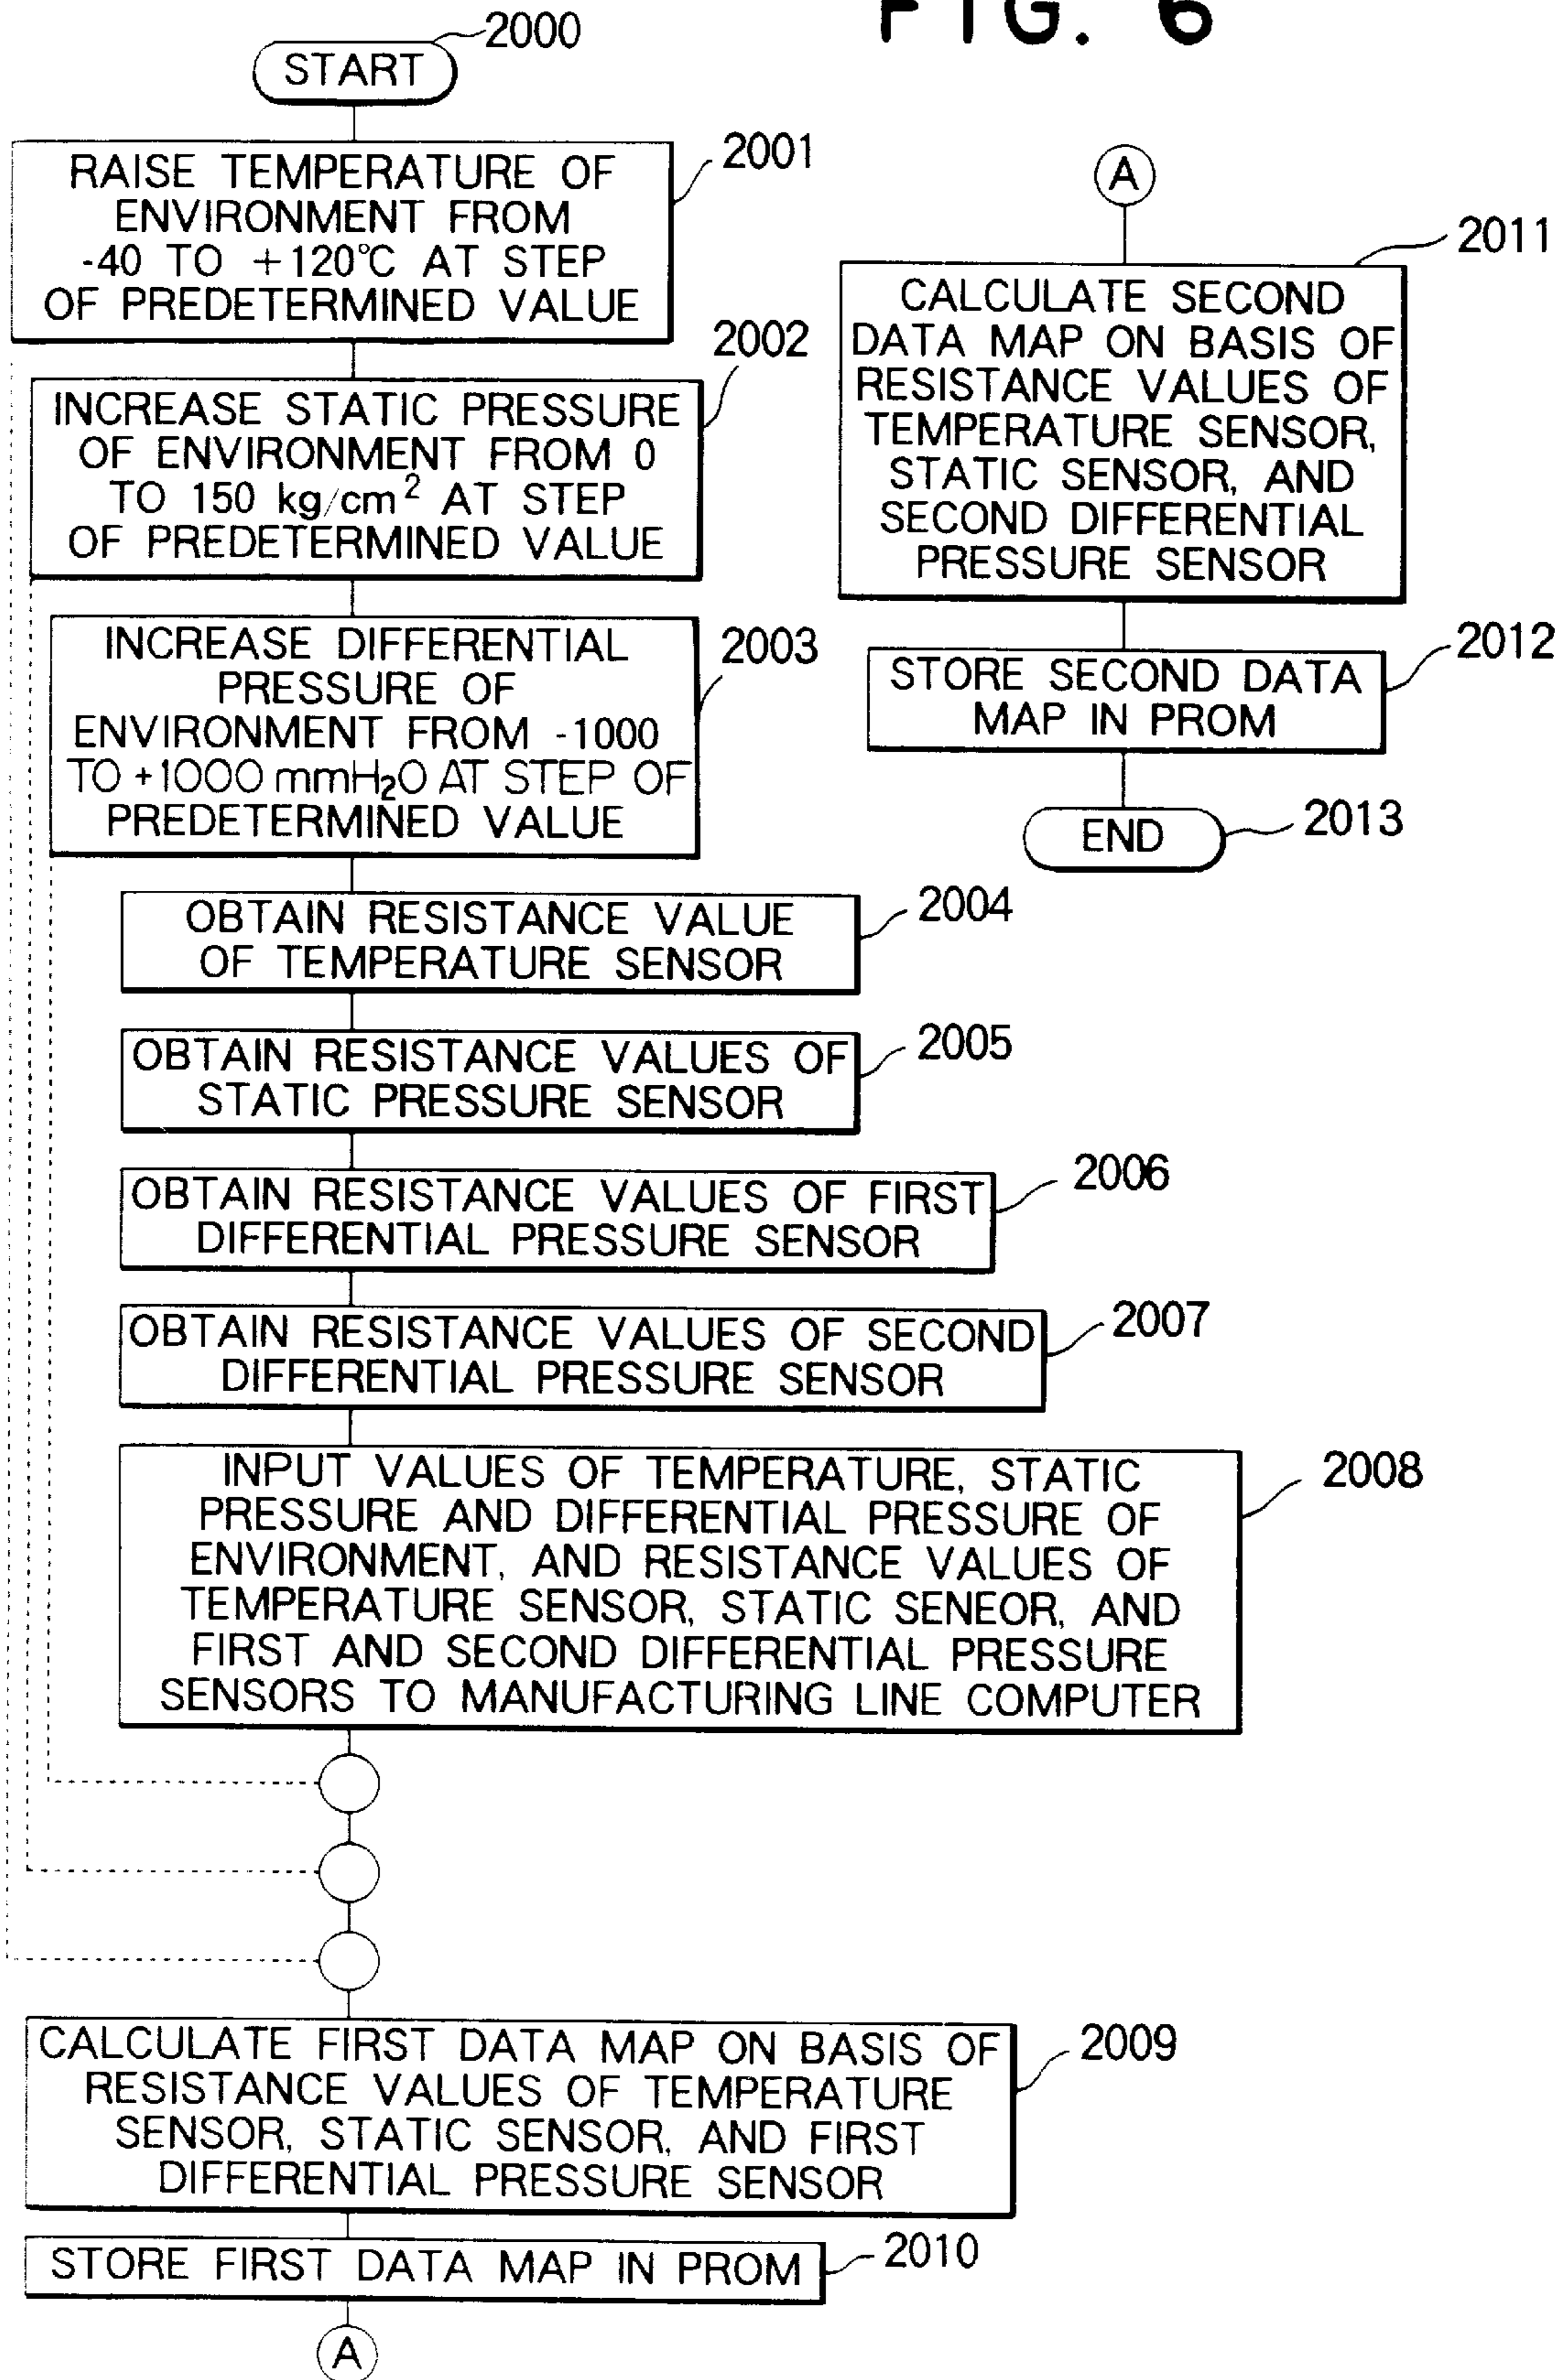 FIG. 6
2000
START
2001
RAISE TEMPERATURE OF
ENVIRONMENT FROM
-40 TO +120°C AT STEP
OF PREDETERMINED VALUE
2002
INCREASE STATIC PRESSURE
OF ENVIRONMENT FROM 0
TO 150 kg/cm² AT STEP
OF PREDETERMINED VALUE
2003
INCREASE DIFFERENTIAL
PRESSURE OF
ENVIRONMENT FROM -1000
TO +1000 mmH₂O AT STEP OF
PREDETERMINED VALUE
2004
OBTAIN RESISTANCE VALUE
OF TEMPERATURE SENSOR
2005
OBTAIN RESISTANCE VALUES OF
STATIC PRESSURE SENSOR
2006
OBTAIN RESISTANCE VALUES OF FIRST
DIFFERENTIAL PRESSURE SENSOR
2007
OBTAIN RESISTANCE VALUES OF SECOND
DIFFERENTIAL PRESSURE SENSOR
2008
INPUT VALUES OF TEMPERATURE, STATIC
PRESSURE AND DIFFERENTIAL PRESSURE OF
ENVIRONMENT, AND RESISTANCE VALUES OF
TEMPERATURE SENSOR, STATIC SENEOR, AND
FIRST AND SECOND DIFFERENTIAL PRESSURE
SENSORS TO MANUFACTURING LINE COMPUTER
2009
CALCULATE FIRST DATA MAP ON BASIS OF
RESISTANCE VALUES OF TEMPERATURE
SENSOR, STATIC SENSOR, AND FIRST
DIFFERENTIAL PRESSURE SENSOR
2010
STORE FIRST DATA MAP IN PROM
A
A
2011
CALCULATE SECOND
DATA MAP ON BASIS OF
RESISTANCE VALUES OF
TEMPERATURE SENSOR,
STATIC SENSOR, AND
SECOND DIFFERENTIAL
PRESSURE SENSOR
2012
STORE SECOND DATA
MAP IN PROM
2013
END